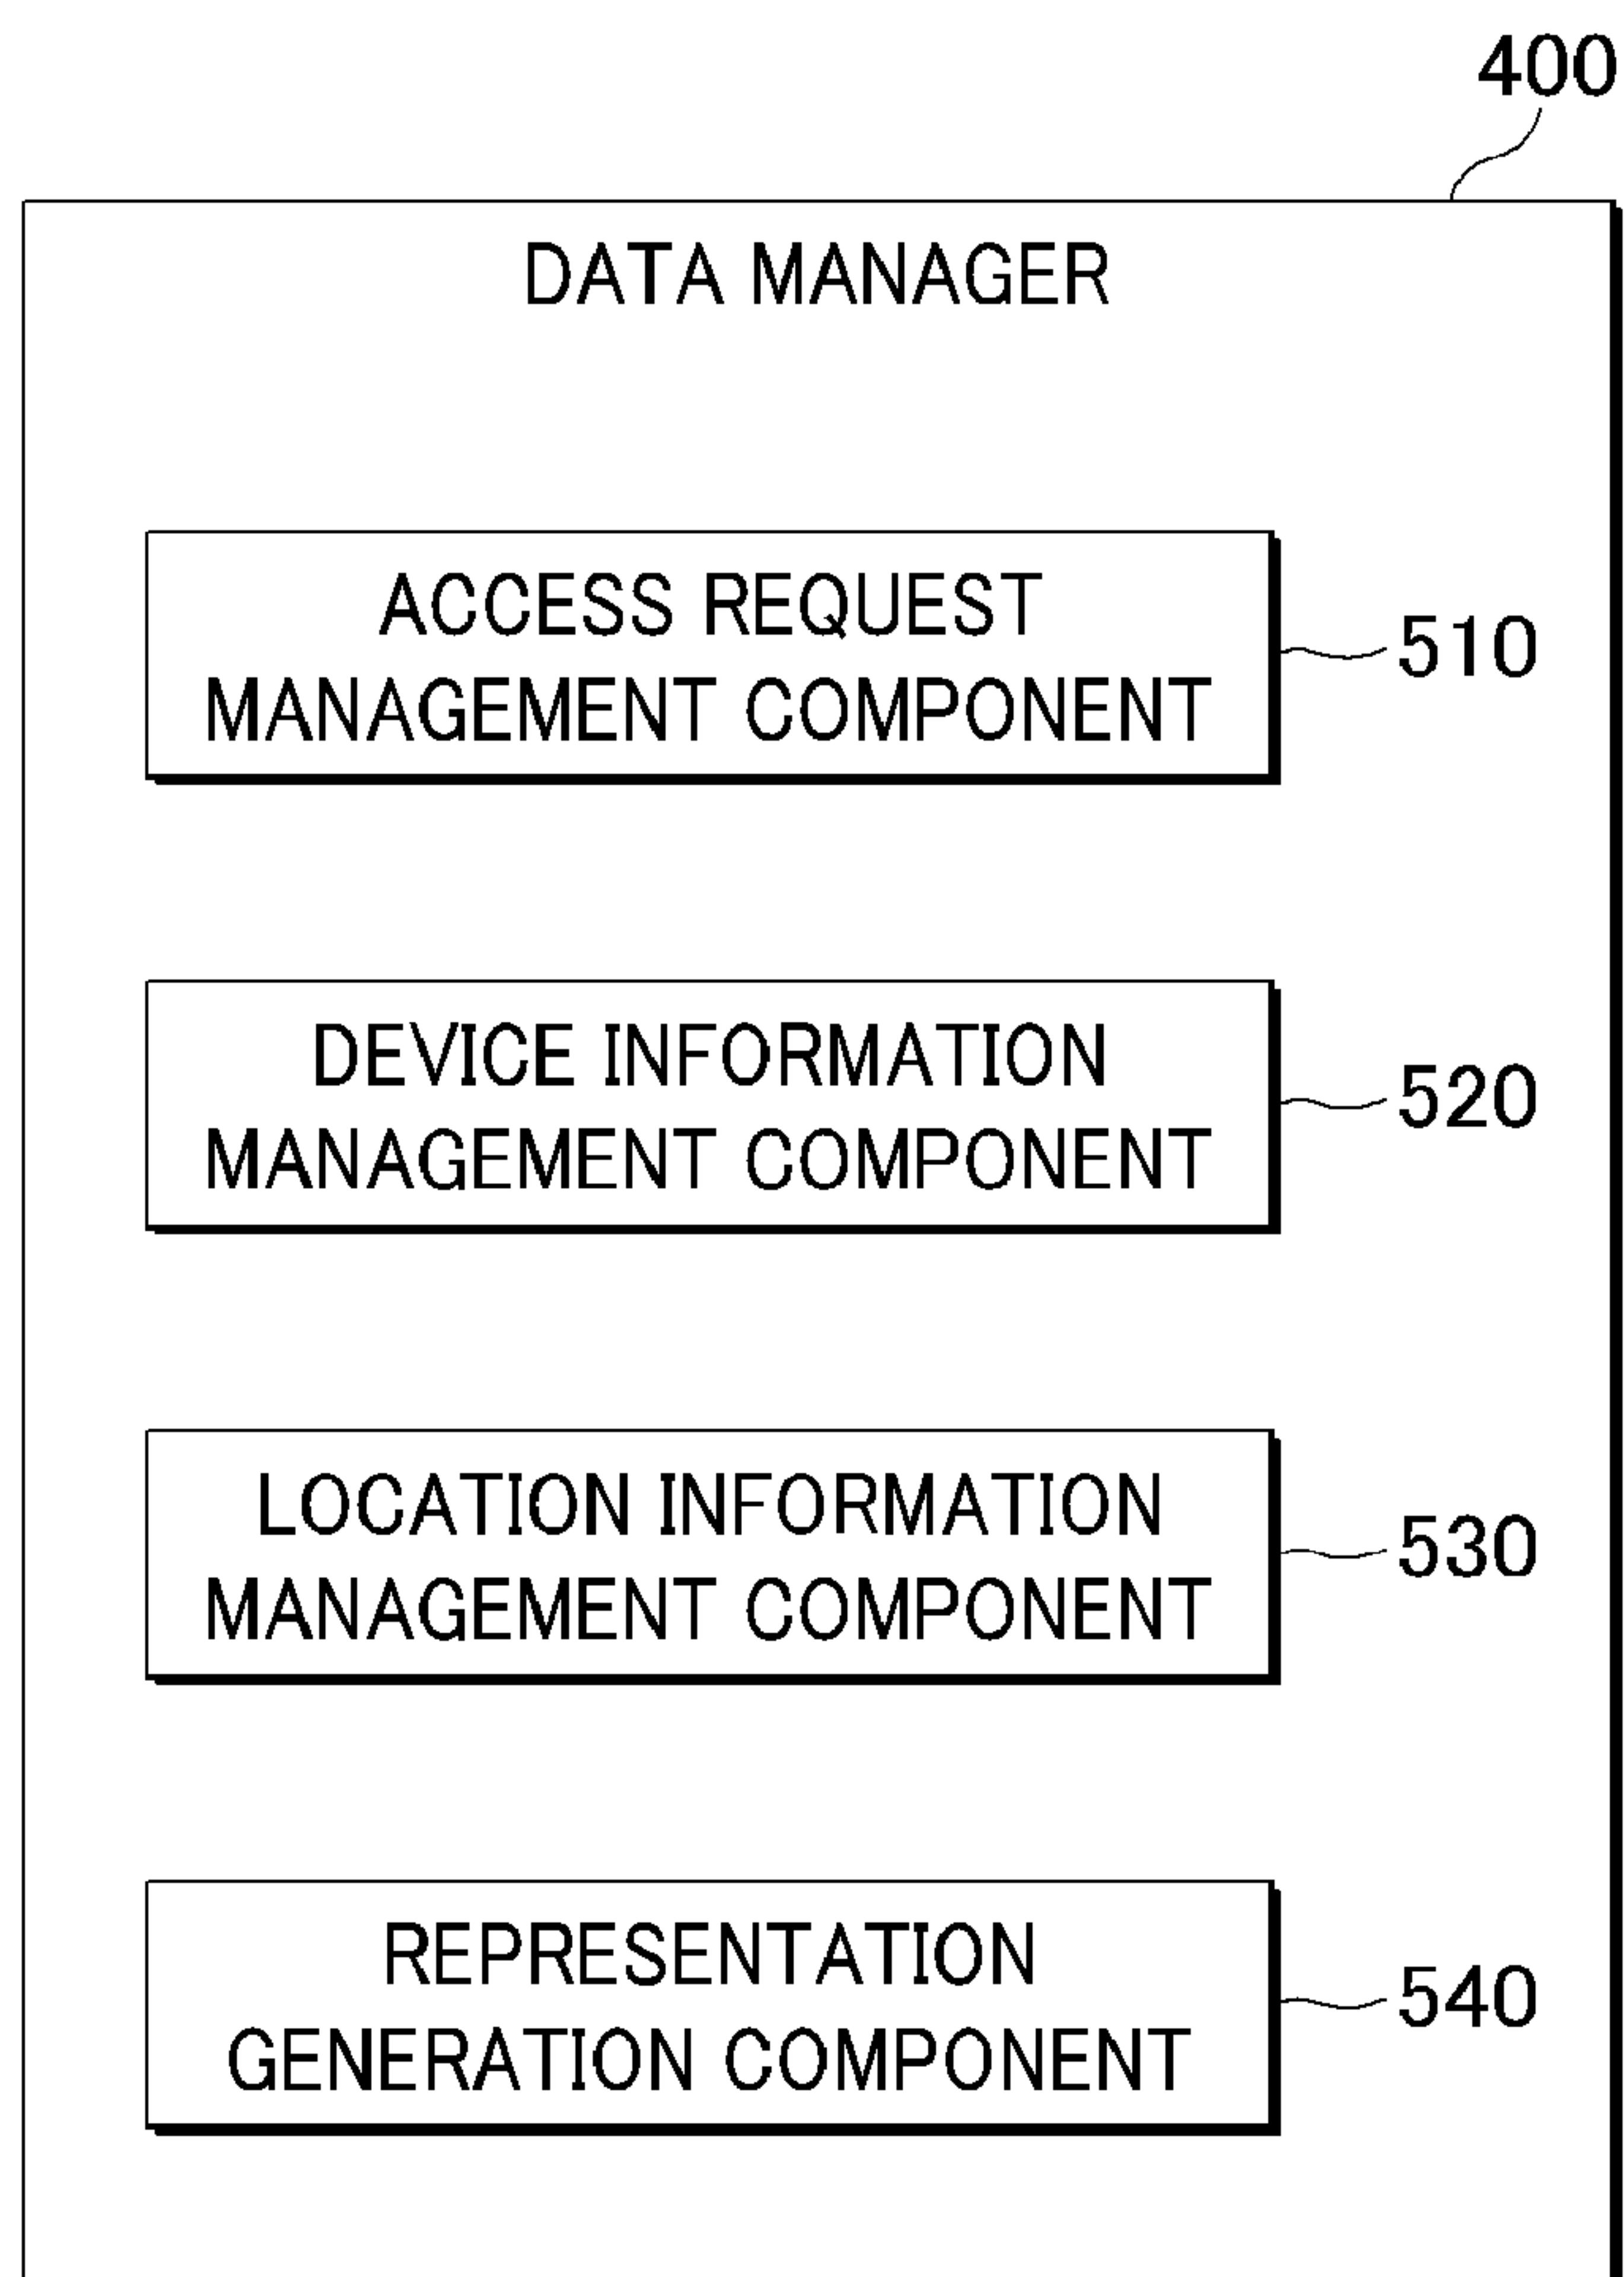 400
DATA MANAGER
ACCESS REQUEST
MANAGEMENT COMPONENT
510
DEVICE INFORMATION
MANAGEMENT COMPONENT
520
LOCATION INFORMATION
MANAGEMENT COMPONENT
530
REPRESENTATION
GENERATION COMPONENT
540